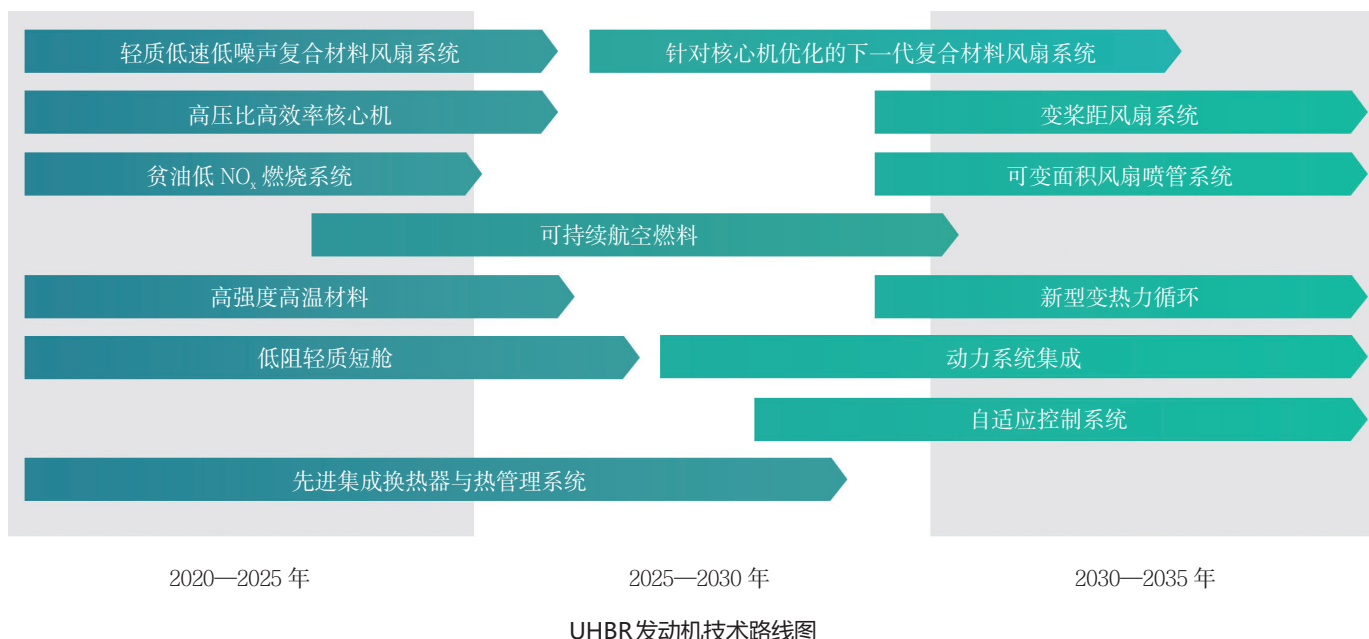 轻质低速低噪声复合材料风扇系统
针对核心机优化的下一代复合材料风扇系统
高压比高效率核心机
变桨距风扇系统
贫油低 NOx 燃烧系统
可变面积风扇喷管系统
可持续航空燃料
高强度高温材料
新型变热力循环
低阻轻质短舱
动力系统集成
自适应控制系统
先进集成换热器与热管理系统
2020—2025 年
2025—2030 年
2030—2035 年
UHBR发动机技术路线图